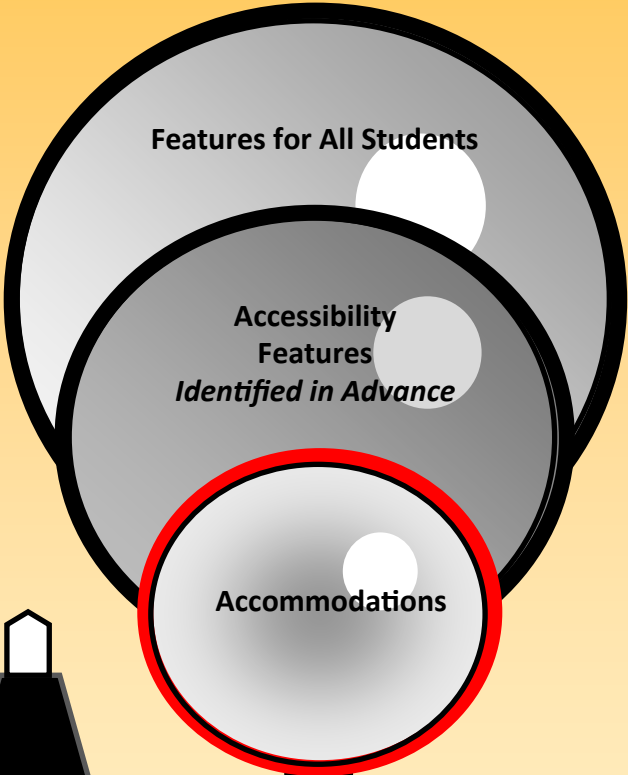 Features for All Students
Accessibility
Features
Identified in Advance
Accommodations